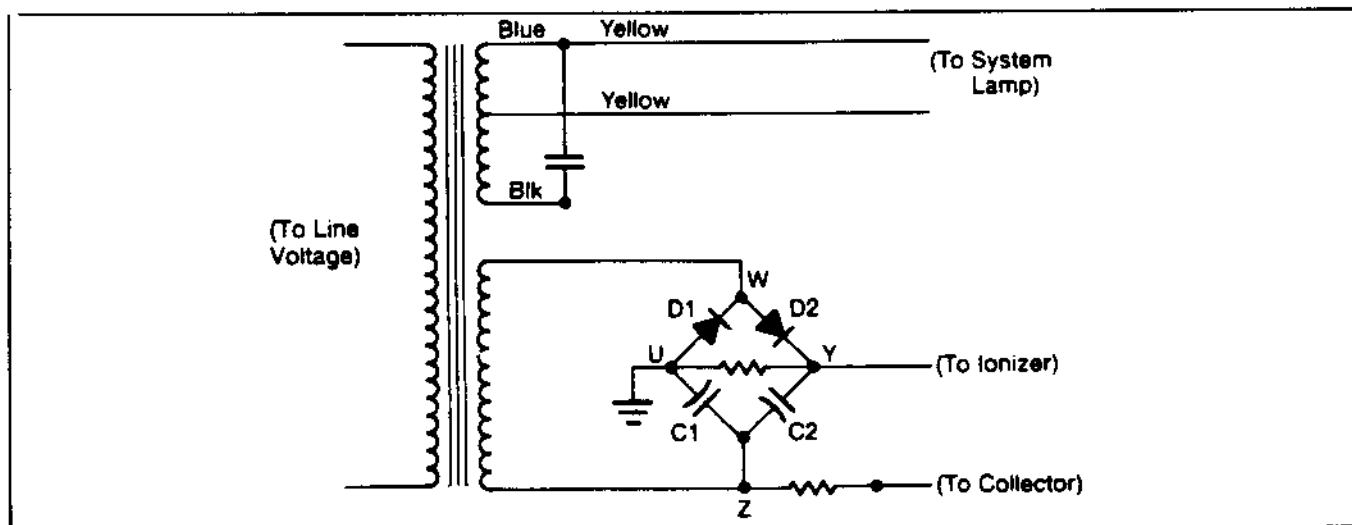 Blue
Yellow
(To System
Lamp)
Yellow
Blk
(To Line
Voltage)
W
D1
D2
U
Y
(To Ionizer)
C1
C2
(To Collector)
Z